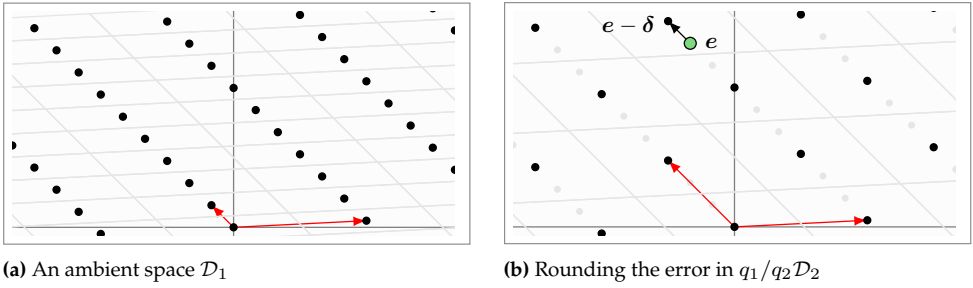 e − δ
e
(a) An ambient space 𝒟₁
(b) Rounding the error in q₁/q₂𝒟₂